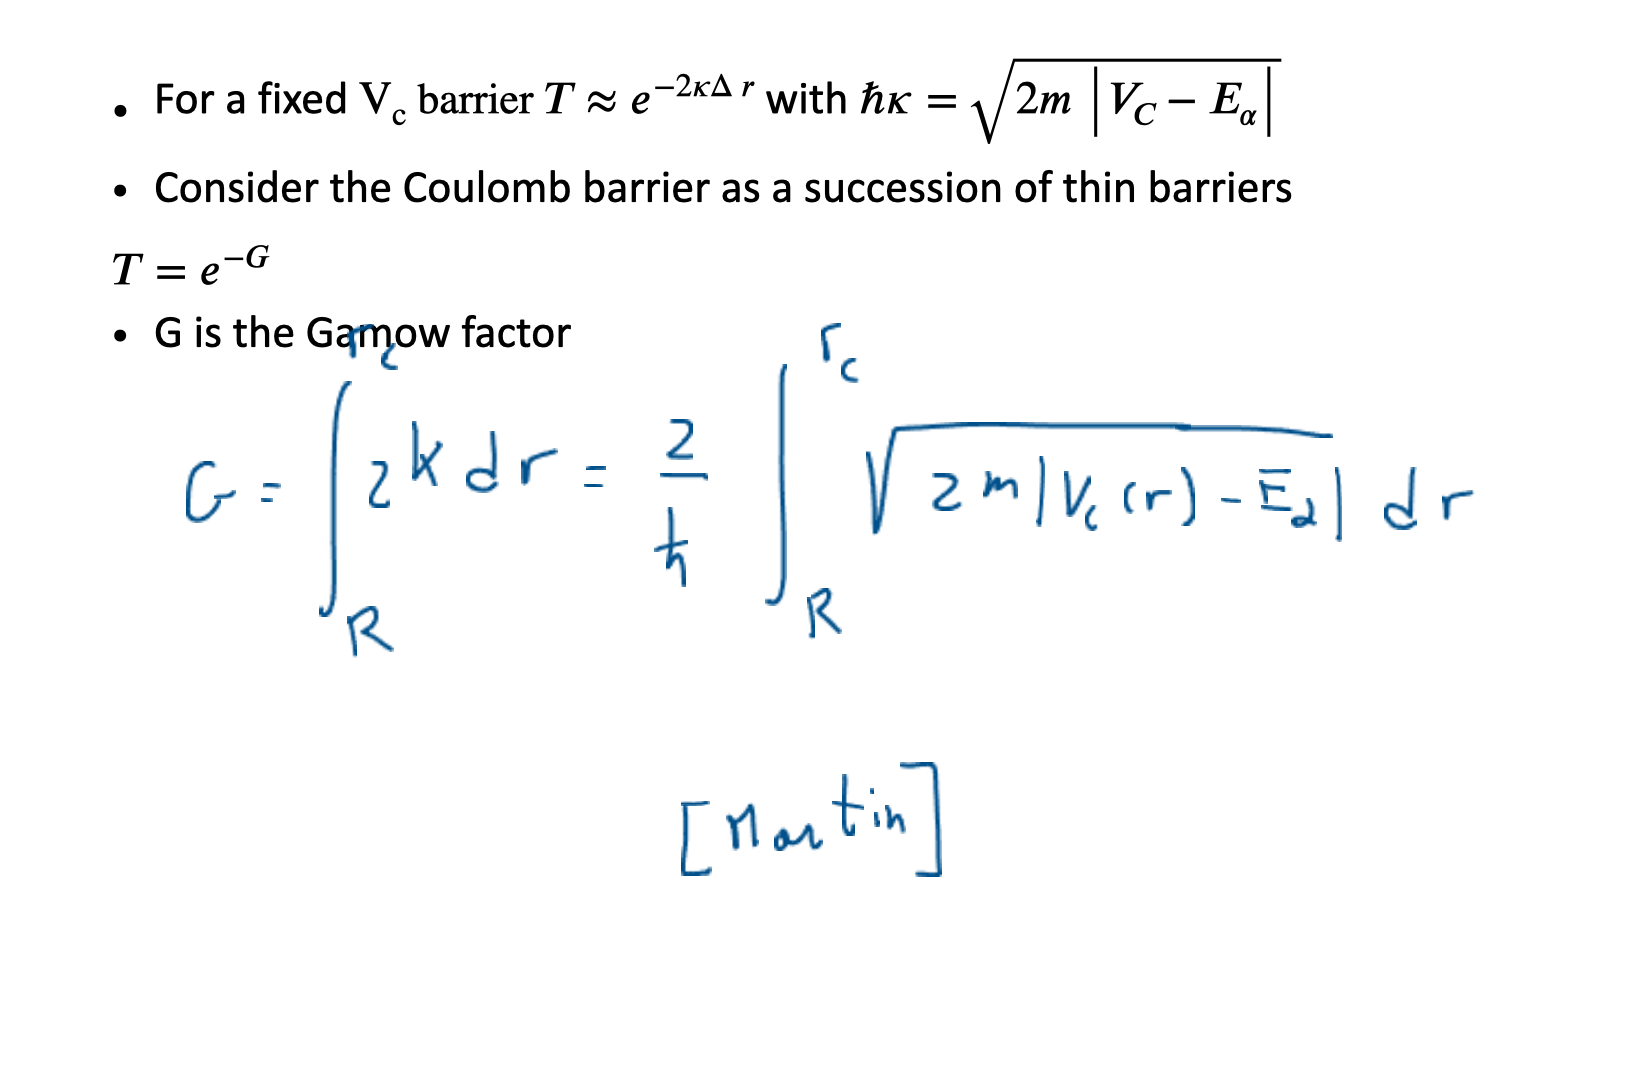 • For a fixed V_c barrier T ≈ e^{−2κΔ r} with ħκ = √(2m |V_C − E_α|)
• Consider the Coulomb barrier as a succession of thin barriers
T = e^{−G}
• G is the Gamow factor
G = ∫_R^{r_c} 2k dr = 2/ħ ∫_R^{r_c} √(2m|V_c(r) - E_α|) dr
[Martin]